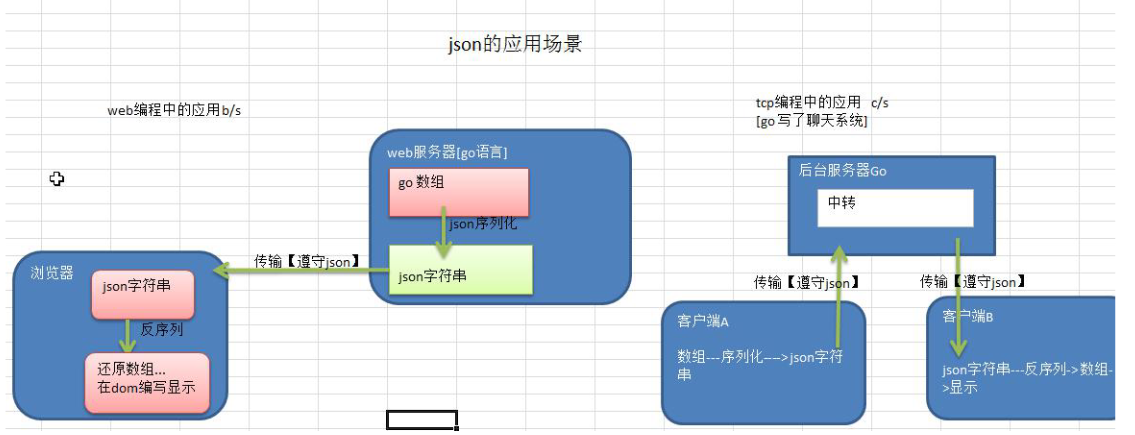 json的应用场景
web编程中的应用b/s
web服务器[go语言]
go 数组
json序列化
json字符串
传输【遵守json】
浏览器
json字符串
反序列
还原数组...
在dom编写显示
tcp编程中的应用 c/s
[go 写了聊天系统]
后台服务器Go
中转
传输【遵守json】
传输【遵守json】
客户端A
数组---序列化---->json字符
串
客户端B
json字符串---反序列->数组-
>显示